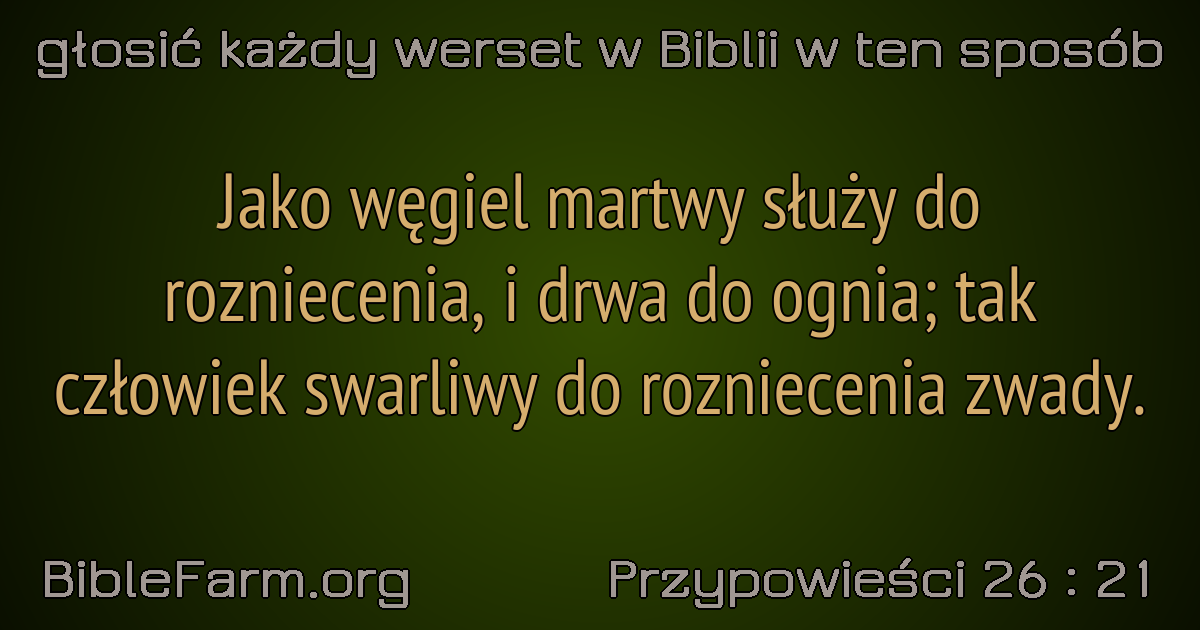 głosić każdy werset w Biblii w ten sposób
Jako węgiel martwy służy do
rozniecenia, i drwa do ognia; tak
człowiek swarliwy do rozniecenia zwady.
BibleFarm.org
Przypowieści 26 : 21